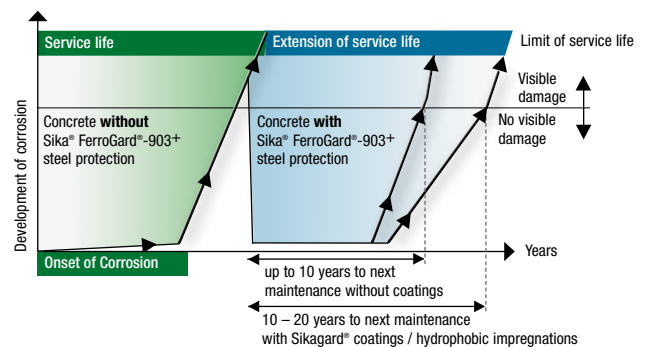 Service life
Extension of service life
Limit of service life
Visible
damage
No visible
damage
Concrete without
Sika® FerroGard®-903+
steel protection
Concrete with
Sika® FerroGard®-903+
steel protection
Development of corrosion
Years
Onset of Corrosion
up to 10 years to next
maintenance without coatings
10 – 20 years to next maintenance
with Sikagard® coatings / hydrophobic impregnations